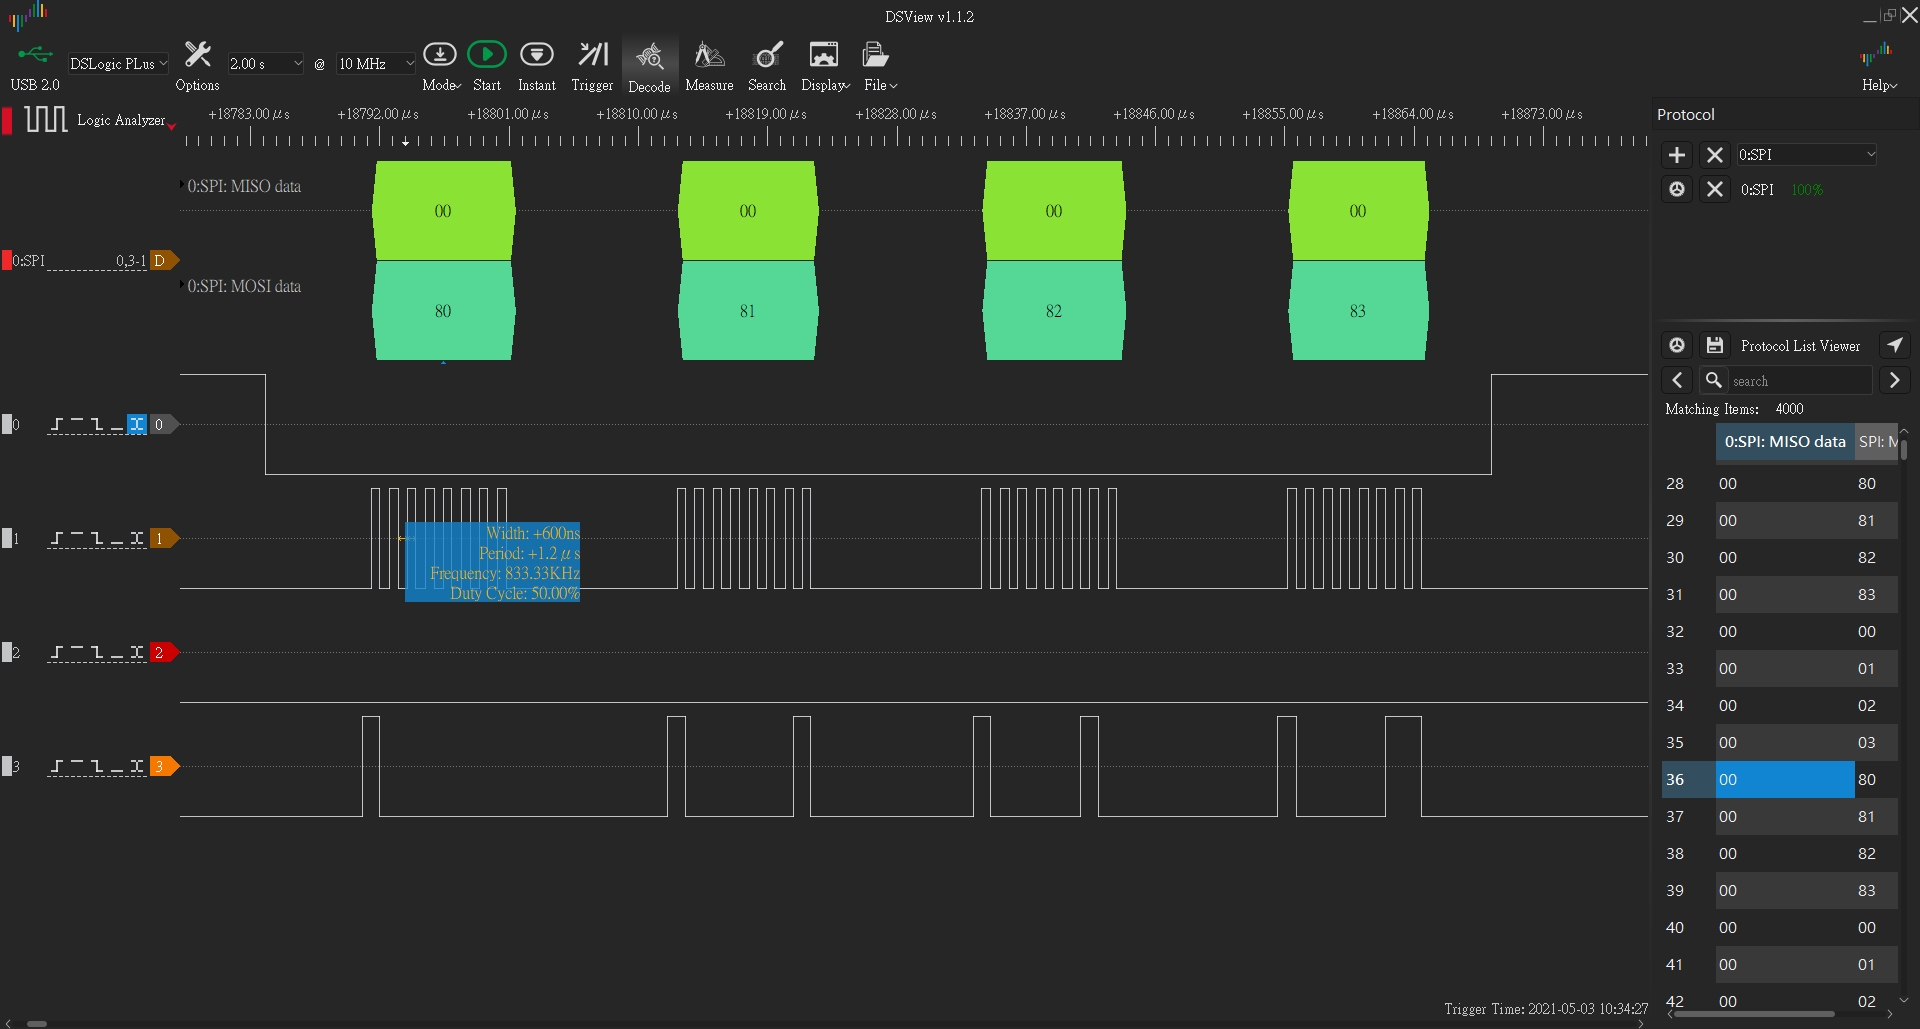 DSView v1.1.2
USB 2.0
DSLogic PLus
Options
2.00 s
@
10 MHz
Mode
Start
Instant
Trigger
Decode
Measure
Search
Display
File
Help
Logic Analyzer
+18783.00 μs +18792.00 μs +18801.00 μs +18810.00 μs +18819.00 μs +18828.00 μs +18837.00 μs +18846.00 μs +18855.00 μs +18864.00 μs +18873.00 μs
0:SPI: MISO data
00 00 00 00
0:SPI 0,3-1 D
0:SPI: MOSI data
80 81 82 83
0 0
1 1
Width: +600ns
Period: +1.2 μs
Frequency: 833.33KHz
Duty Cycle: 50.00%
2 2
3 3
Trigger Time: 2021-05-03 10:34:27
Protocol
0:SPI
0:SPI 100%
Protocol List Viewer
search
Matching Items: 4000
0:SPI: MISO data SPI: M
28 00 80
29 00 81
30 00 82
31 00 83
32 00 00
33 00 01
34 00 02
35 00 03
36 00 80
37 00 81
38 00 82
39 00 83
40 00 00
41 00 01
42 00 02